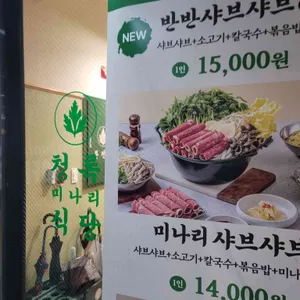 청록
미나리
식당
NEW
반반샤브샤브
샤브샤브+소고기+칼국수+볶음밥
1인 15,000원
미나리 샤브샤브
샤브샤브+소고기+칼국수+볶음밥+미나
1인 14,000원